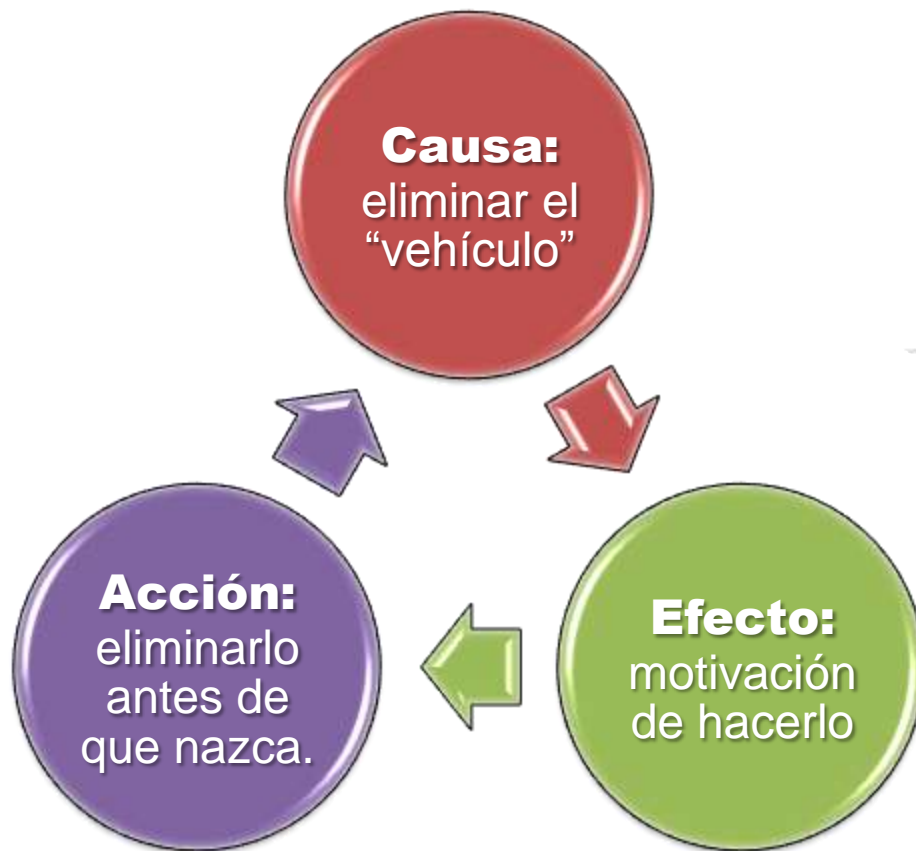 Causa:
eliminar el
“vehículo”
Efecto:
motivación
de hacerlo
Acción:
eliminarlo
antes de
que nazca.